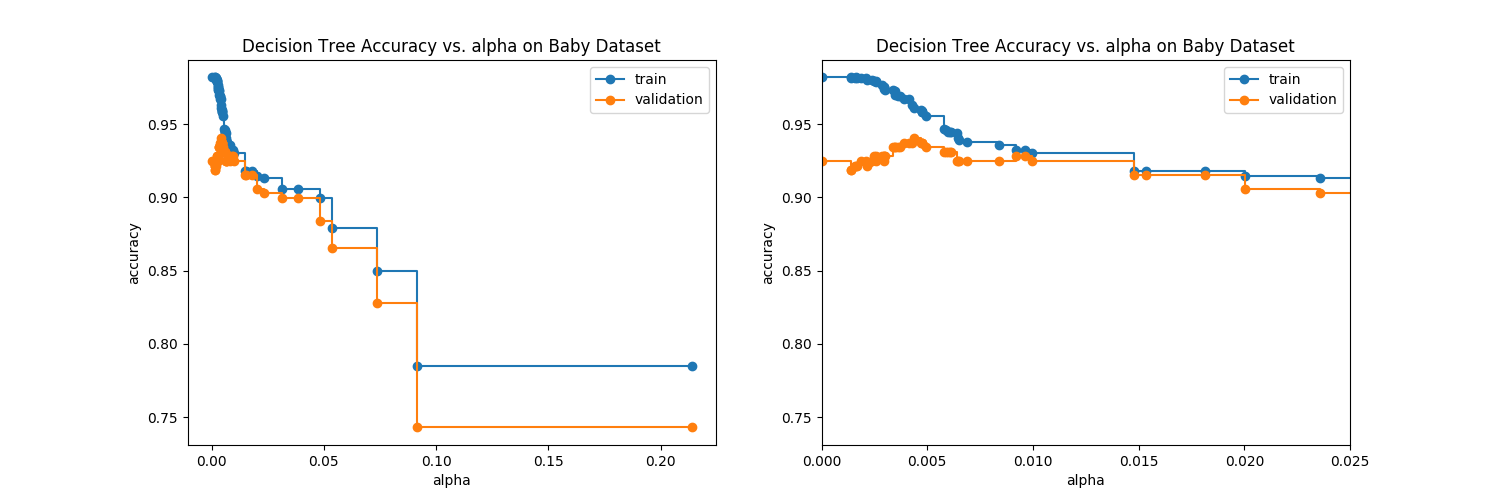 Decision Tree Accuracy vs. alpha on Baby Dataset
train
validation
0.95
0.90
0.85
0.80
0.75
accuracy
0.00 0.05 0.10 0.15 0.20
alpha
Decision Tree Accuracy vs. alpha on Baby Dataset
train
validation
0.95
0.90
0.85
0.80
0.75
accuracy
0.000 0.005 0.010 0.015 0.020 0.025
alpha